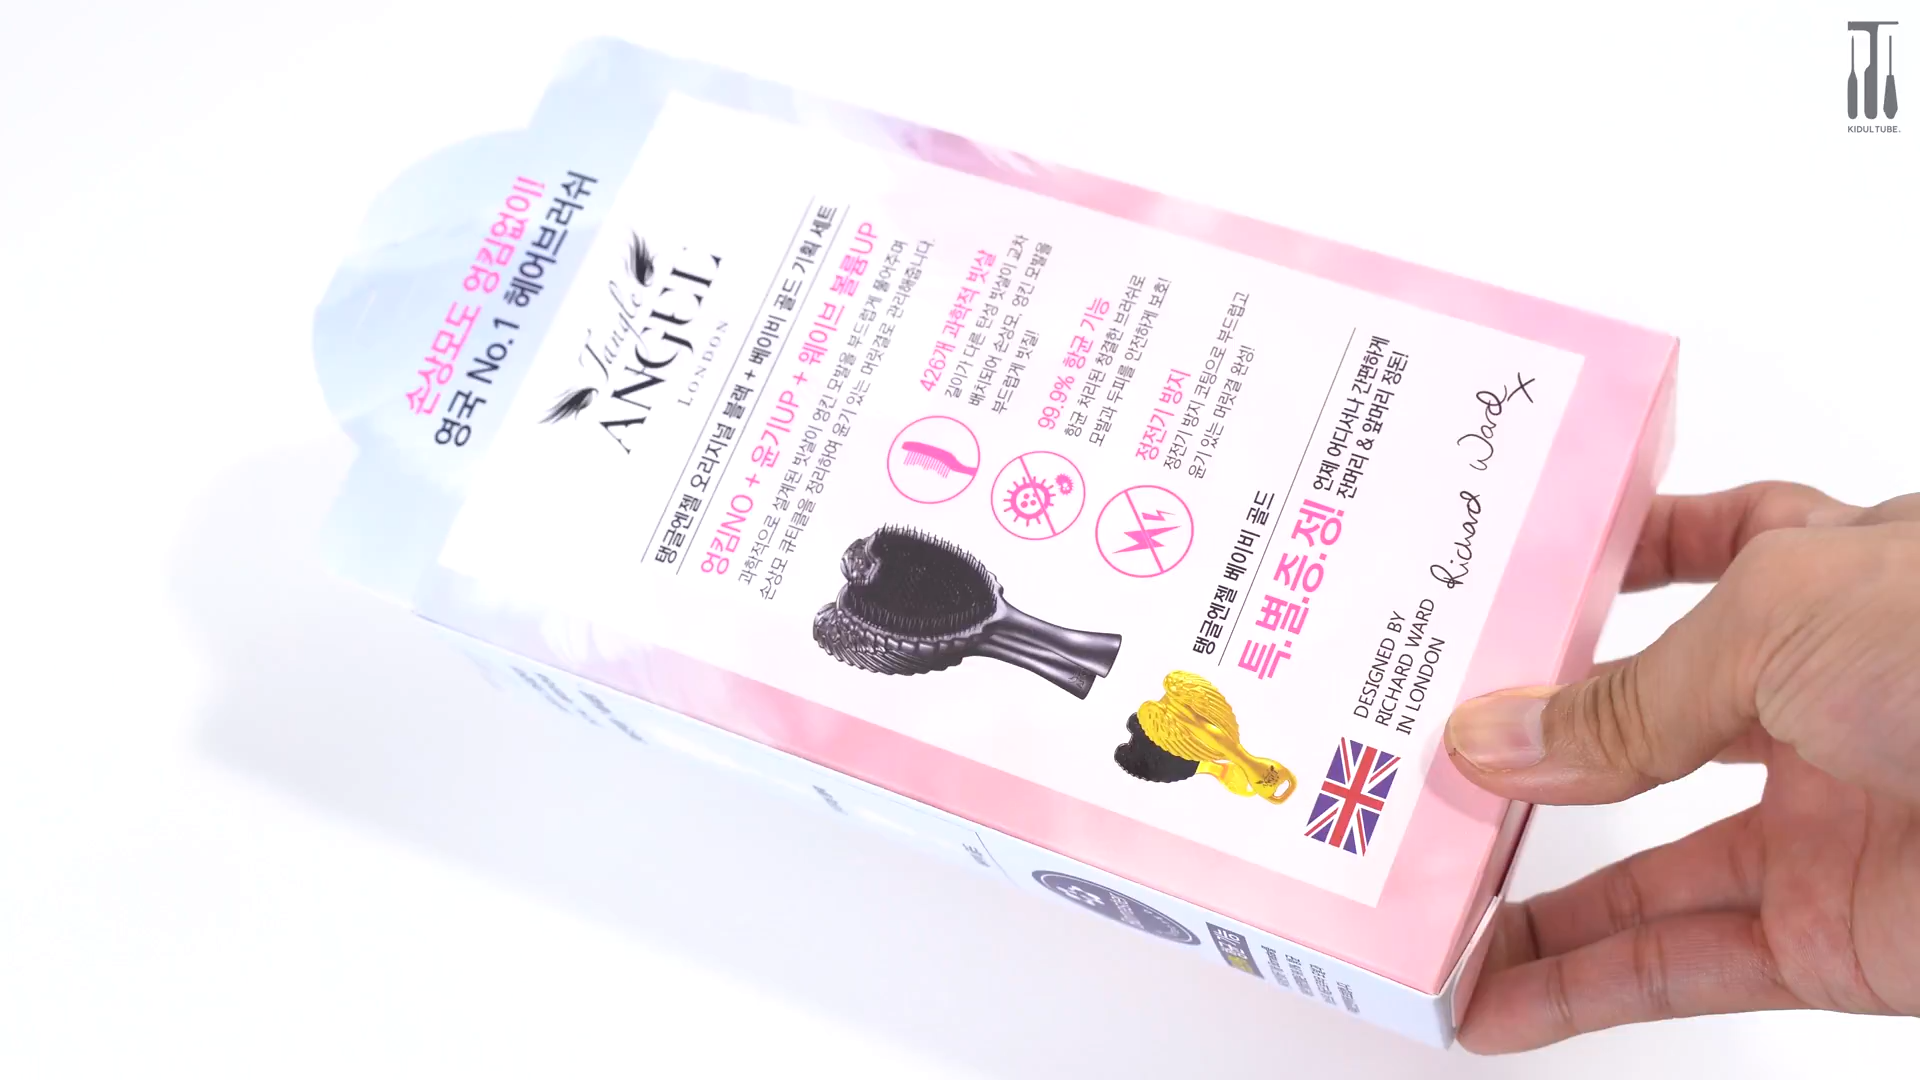 손상모도 엉킴없이!
영국 No.1 헤어브러쉬
Tangle
ANGEL
LONDON
탱글엔젤 오리지널 블랙 + 베이비 골드 기획 세트
엉킴NO + 윤기UP + 웨이브 볼륨UP
과학적으로 설계된 빗살이 엉킨 모발을 부드럽게 풀어주며
손상모 큐티클을 정리하여 윤기 있는 머릿결로 관리해줍니다.
426개 과학적 빗살
길이가 다른 탄성 빗살이 교차
배치되어 손상모, 엉킨 모발을
부드럽게 빗질!
99.9% 항균 기능
항균 처리된 청결한 브러쉬로
모발과 두피를 안전하게 보호!
정전기 방지
정전기 방지 코팅으로 부드럽고
윤기 있는 머릿결 완성!
탱글엔젤 베이비 골드
특.별.증.정!
언제 어디서나 간편하게
잔머리 & 앞머리 정돈!
DESIGNED BY
RICHARD WARD
IN LONDON
Richard Ward x
KIDULTUBE.